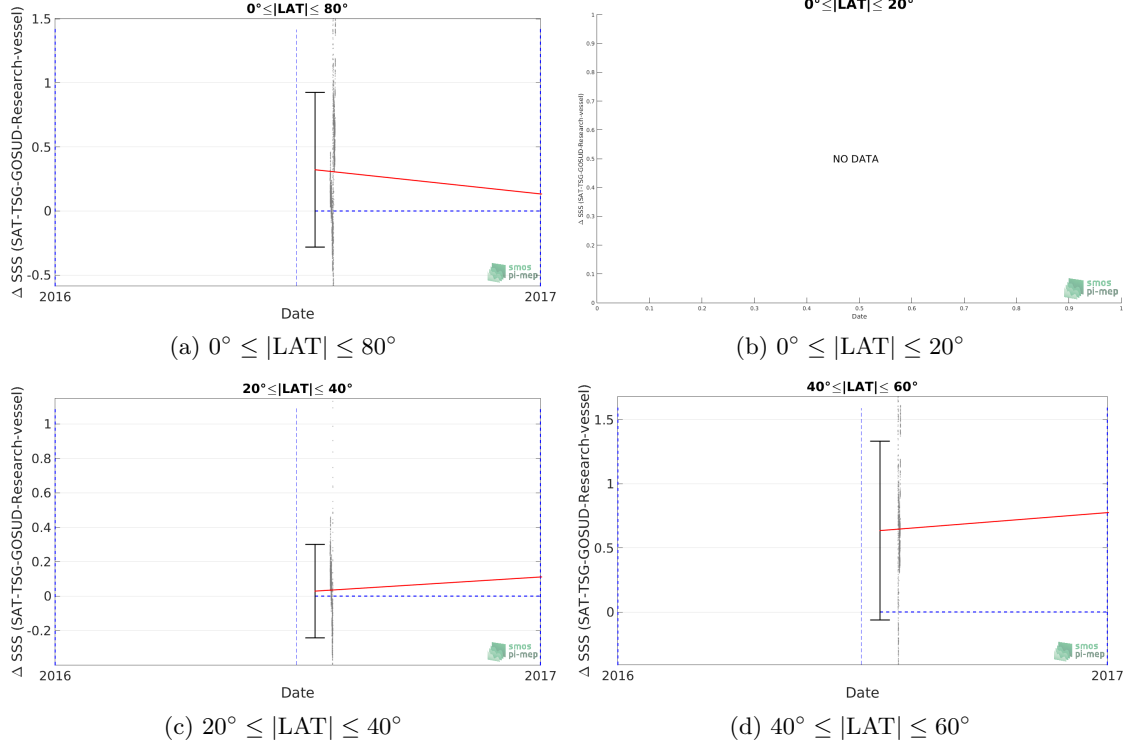 0°≤|LAT|≤ 80°
Δ SSS (SAT-TSG-GOSUD-Research-vessel)
1.5
1
0.5
0
-0.5
2016
2017
Date
smos
pi-mep
(a) 0° ≤ |LAT| ≤ 80°
0°≤|LAT|≤ 20°
Δ SSS (SAT-TSG-GOSUD-Research-vessel)
1
0.9
0.8
0.7
0.6
0.5
0.4
0.3
0.2
0.1
0
NO DATA
0 0.1 0.2 0.3 0.4 0.5 0.6 0.7 0.8 0.9 1
Date
smos
pi-mep
(b) 0° ≤ |LAT| ≤ 20°
20°≤|LAT|≤ 40°
Δ SSS (SAT-TSG-GOSUD-Research-vessel)
1
0.8
0.6
0.4
0.2
0
-0.2
2016
2017
Date
smos
pi-mep
(c) 20° ≤ |LAT| ≤ 40°
40°≤|LAT|≤ 60°
Δ SSS (SAT-TSG-GOSUD-Research-vessel)
1.5
1
0.5
0
2016
2017
Date
smos
pi-mep
(d) 40° ≤ |LAT| ≤ 60°